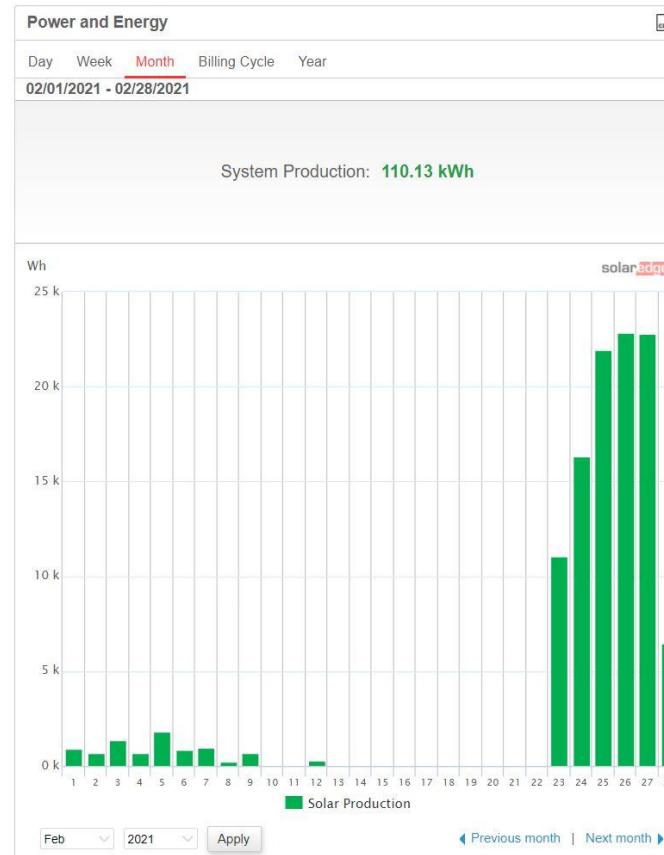 Power and Energy
Day Week Month Billing Cycle Year
02/01/2021 - 02/28/2021
System Production: 110.13 kWh
Wh
solaredge
25 k
20 k
15 k
10 k
5 k
0 k
1 2 3 4 5 6 7 8 9 10 11 12 13 14 15 16 17 18 19 20 21 22 23 24 25 26 27
Solar Production
Feb 2021 Apply Previous month | Next month